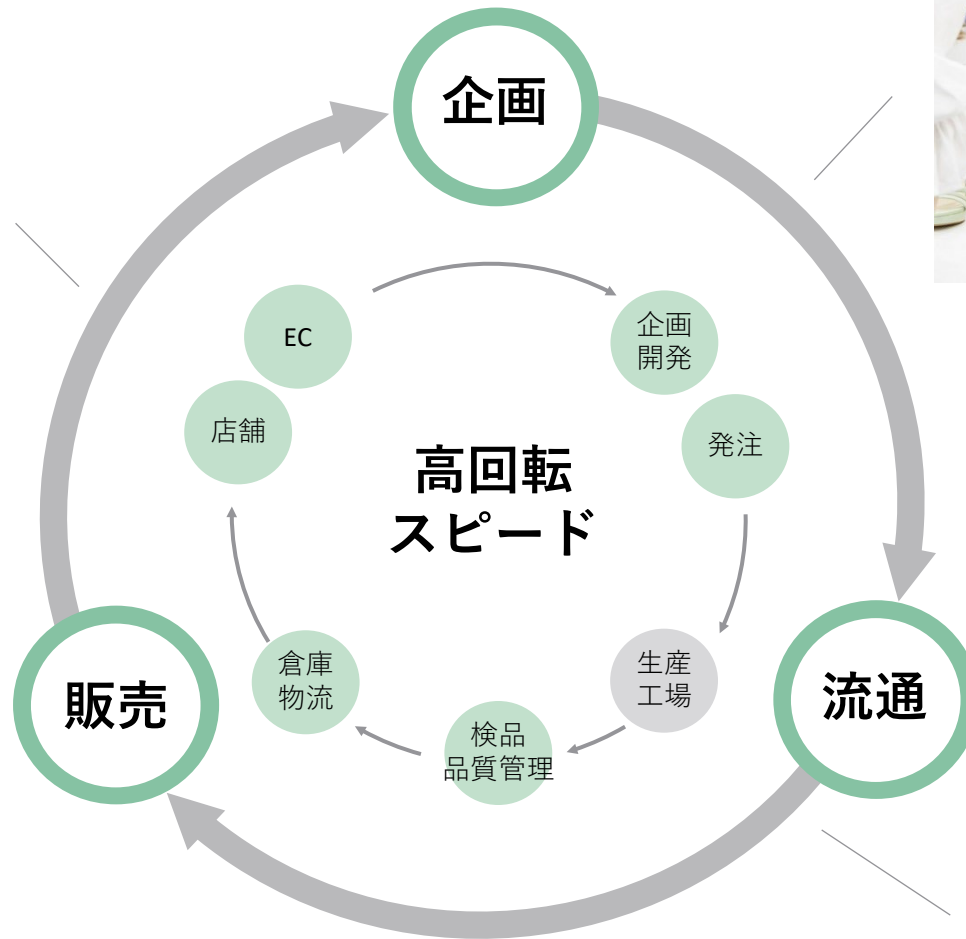 企画
EC
企画
開発
店舗
発注
高回転
スピード
倉庫
物流
生産
工場
販売
流通
検品
品質管理